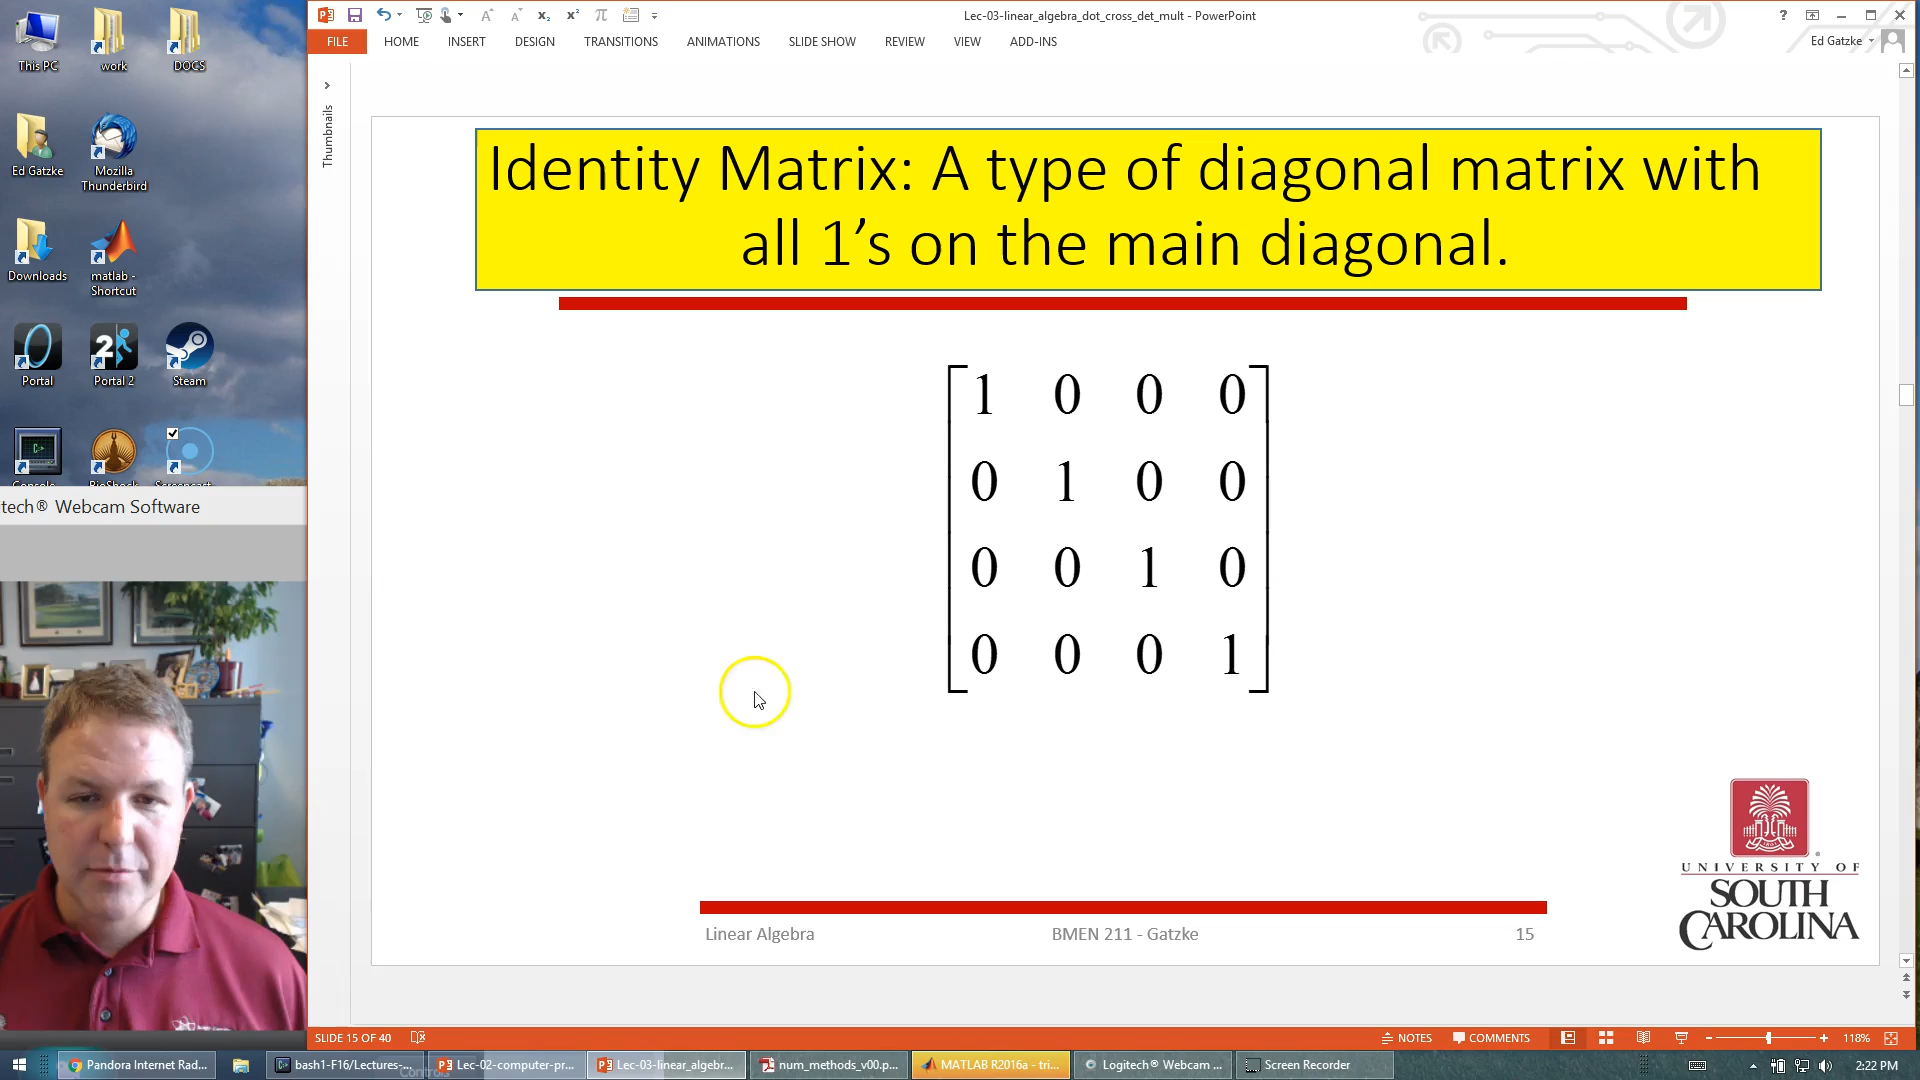 Lec-03-linear_algebra_dot_cross_det_mult - PowerPoint
FILE
HOME
INSERT
DESIGN
TRANSITIONS
ANIMATIONS
SLIDE SHOW
REVIEW
VIEW
ADD-INS
Ed Gatzke
This PC
work
DOCS
Ed Gatzke
Mozilla
Thunderbird
Downloads
matlab -
Shortcut
Portal
Portal 2
Steam
Console
BioShock
Screencast
tech® Webcam Software
Thumbnails
Identity Matrix: A type of diagonal matrix with
all 1’s on the main diagonal.
1 0 0 0
0 1 0 0
0 0 1 0
0 0 0 1
UNIVERSITY OF
SOUTH
CAROLINA
Linear Algebra
BMEN 211 - Gatzke
15
SLIDE 15 OF 40
NOTES
COMMENTS
118%
Pandora Internet Rad...
bash1-F16/Lectures-...
Lec-02-computer-pr...
Lec-03-linear_algebr...
num_methods_v00.p...
MATLAB R2016a - tri...
Logitech® Webcam ...
Screen Recorder
2:22 PM